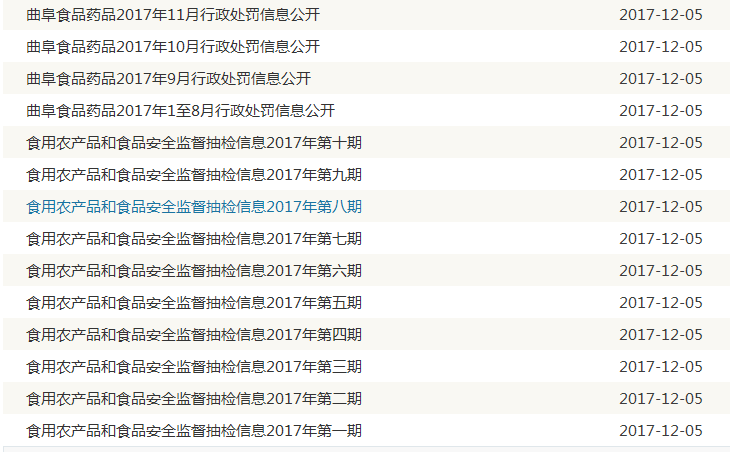 曲阜食品药品2017年11月行政处罚信息公开 2017-12-05
曲阜食品药品2017年10月行政处罚信息公开 2017-12-05
曲阜食品药品2017年9月行政处罚信息公开 2017-12-05
曲阜食品药品2017年1至8月行政处罚信息公开 2017-12-05
食用农产品和食品安全监督抽检信息2017年第十期 2017-12-05
食用农产品和食品安全监督抽检信息2017年第九期 2017-12-05
食用农产品和食品安全监督抽检信息2017年第八期 2017-12-05
食用农产品和食品安全监督抽检信息2017年第七期 2017-12-05
食用农产品和食品安全监督抽检信息2017年第六期 2017-12-05
食用农产品和食品安全监督抽检信息2017年第五期 2017-12-05
食用农产品和食品安全监督抽检信息2017年第四期 2017-12-05
食用农产品和食品安全监督抽检信息2017年第三期 2017-12-05
食用农产品和食品安全监督抽检信息2017年第二期 2017-12-05
食用农产品和食品安全监督抽检信息2017年第一期 2017-12-05